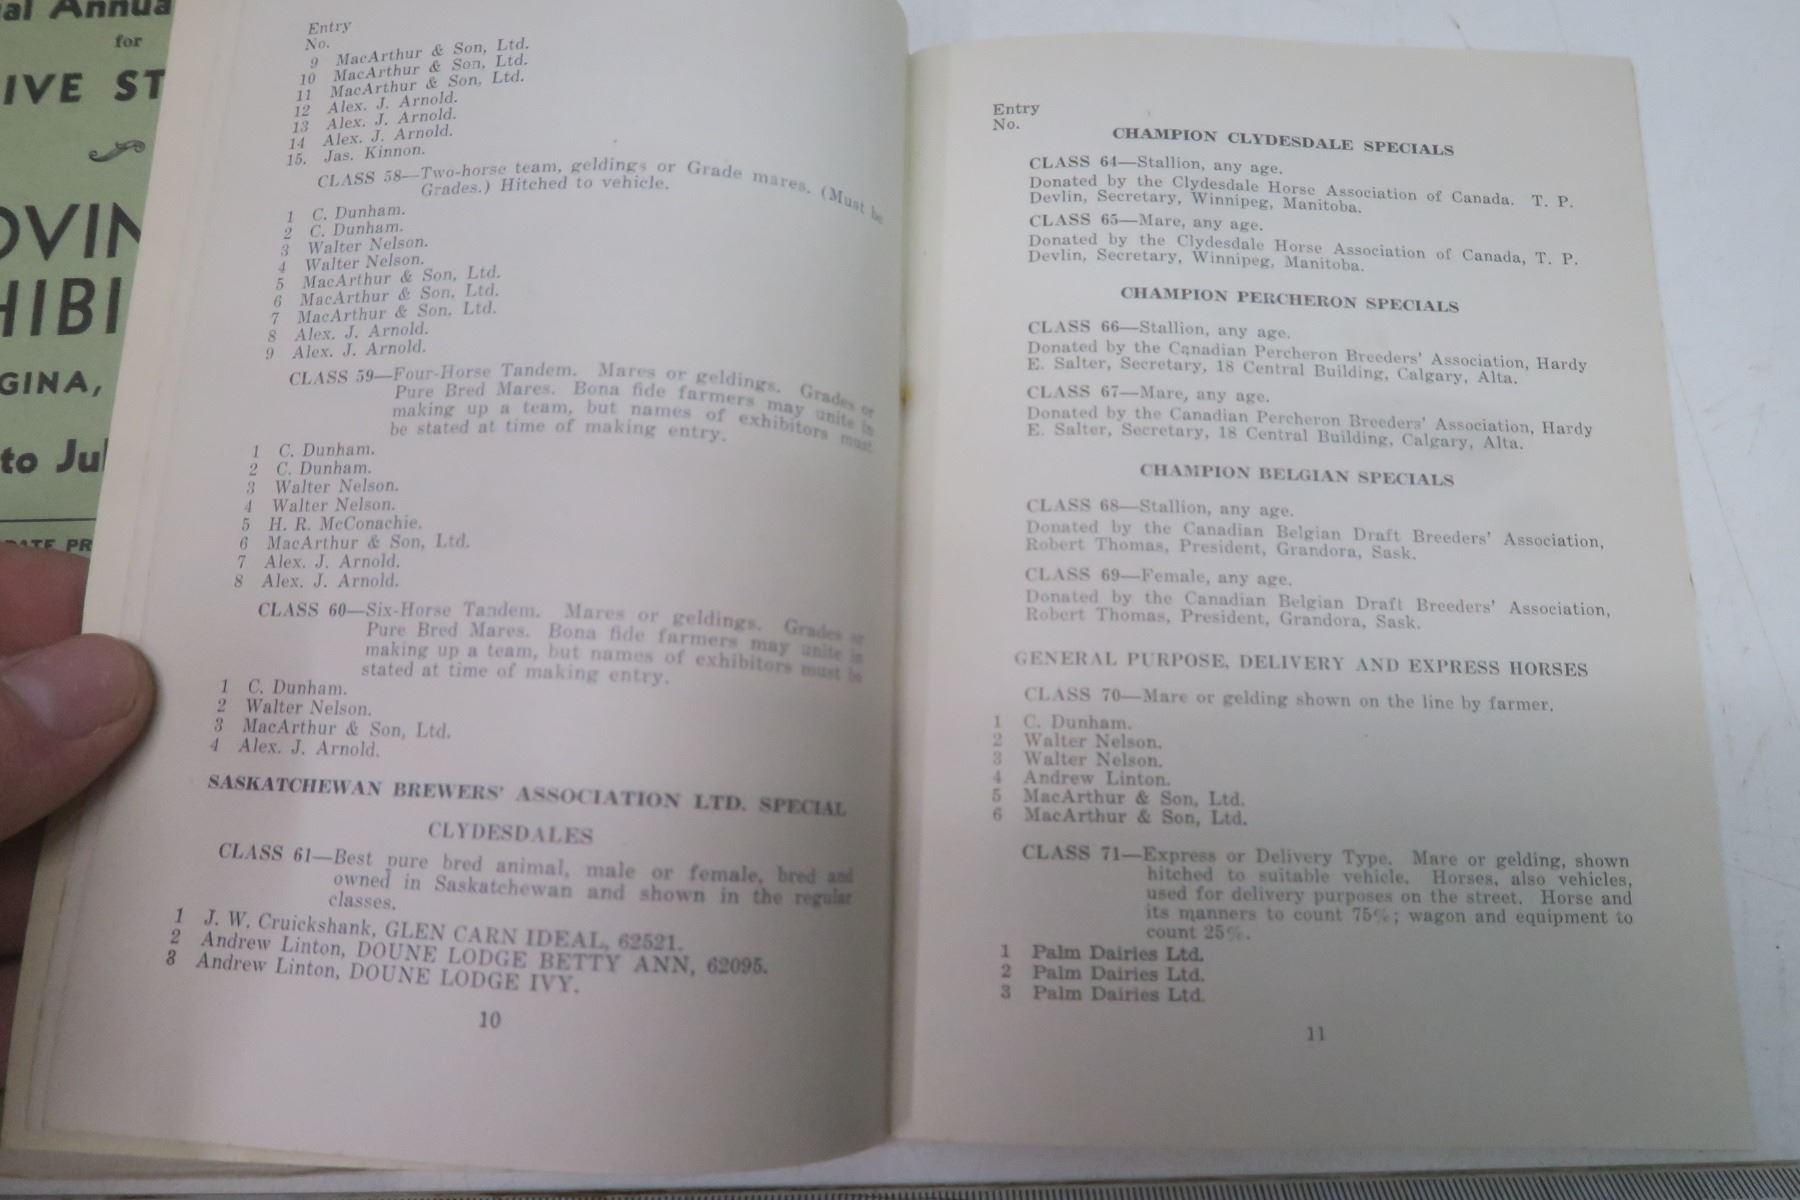 al Annua
for
IVE ST
OVIN
HIBI
GINA,
to Jul
DATE PR
Entry
No.
9 MacArthur & Son, Ltd.
10 MacArthur & Son, Ltd.
11 MacArthur & Son, Ltd.
12 Alex. J. Arnold.
13 Alex. J. Arnold.
14 Alex. J. Arnold.
15. Jas. Kinnon.
CLASS 58—Two-horse team, geldings or Grade mares. (Must be
Grades.) Hitched to vehicle.
1 C. Dunham.
2 C. Dunham.
3 Walter Nelson.
4 Walter Nelson.
5 MacArthur & Son, Ltd.
6 MacArthur & Son, Ltd.
7 MacArthur & Son, Ltd.
8 Alex. J. Arnold.
9 Alex. J. Arnold.
CLASS 59—Four-Horse Tandem. Mares or geldings. Grades or
Pure Bred Mares. Bona fide farmers may unite in
making up a team, but names of exhibitors must
be stated at time of making entry.
1 C. Dunham.
2 C. Dunham.
3 Walter Nelson.
4 Walter Nelson.
5 H. R. McConachie.
6 MacArthur & Son, Ltd.
7 Alex. J. Arnold.
8 Alex. J. Arnold.
CLASS 60—Six-Horse Tandem. Mares or geldings. Grades or
Pure Bred Mares. Bona fide farmers may unite in
making up a team, but names of exhibitors must be
stated at time of making entry.
1 C. Dunham.
2 Walter Nelson.
3 MacArthur & Son, Ltd.
4 Alex. J. Arnold.
SASKATCHEWAN BREWERS' ASSOCIATION LTD. SPECIAL
CLYDESDALES
CLASS 61—Best pure bred animal, male or female, bred and
owned in Saskatchewan and shown in the regular
classes.
1 J. W. Cruickshank, GLEN CARN IDEAL, 62521.
2 Andrew Linton, DOUNE LODGE BETTY ANN, 62095.
3 Andrew Linton, DOUNE LODGE IVY.
10
Entry
No.
CHAMPION CLYDESDALE SPECIALS
CLASS 64—Stallion, any age.
Donated by the Clydesdale Horse Association of Canada. T. P.
Devlin, Secretary, Winnipeg, Manitoba.
CLASS 65—Mare, any age.
Donated by the Clydesdale Horse Association of Canada, T. P.
Devlin, Secretary, Winnipeg, Manitoba.
CHAMPION PERCHERON SPECIALS
CLASS 66—Stallion, any age.
Donated by the Canadian Percheron Breeders' Association, Hardy
E. Salter, Secretary, 18 Central Building, Calgary, Alta.
CLASS 67—Mare, any age.
Donated by the Canadian Percheron Breeders' Association, Hardy
E. Salter, Secretary, 18 Central Building, Calgary, Alta.
CHAMPION BELGIAN SPECIALS
CLASS 68—Stallion, any age.
Donated by the Canadian Belgian Draft Breeders' Association,
Robert Thomas, President, Grandora, Sask.
CLASS 69—Female, any age.
Donated by the Canadian Belgian Draft Breeders' Association,
Robert Thomas, President, Grandora, Sask.
GENERAL PURPOSE, DELIVERY AND EXPRESS HORSES
CLASS 70—Mare or gelding shown on the line by farmer.
1 C. Dunham.
2 Walter Nelson.
3 Walter Nelson.
4 Andrew Linton.
5 MacArthur & Son, Ltd.
6 MacArthur & Son, Ltd.
CLASS 71—Express or Delivery Type. Mare or gelding, shown
hitched to suitable vehicle. Horses, also vehicles,
used for delivery purposes on the street. Horse and
its manners to count 75%; wagon and equipment to
count 25%.
1 Palm Dairies Ltd.
2 Palm Dairies Ltd.
3 Palm Dairies Ltd.
11